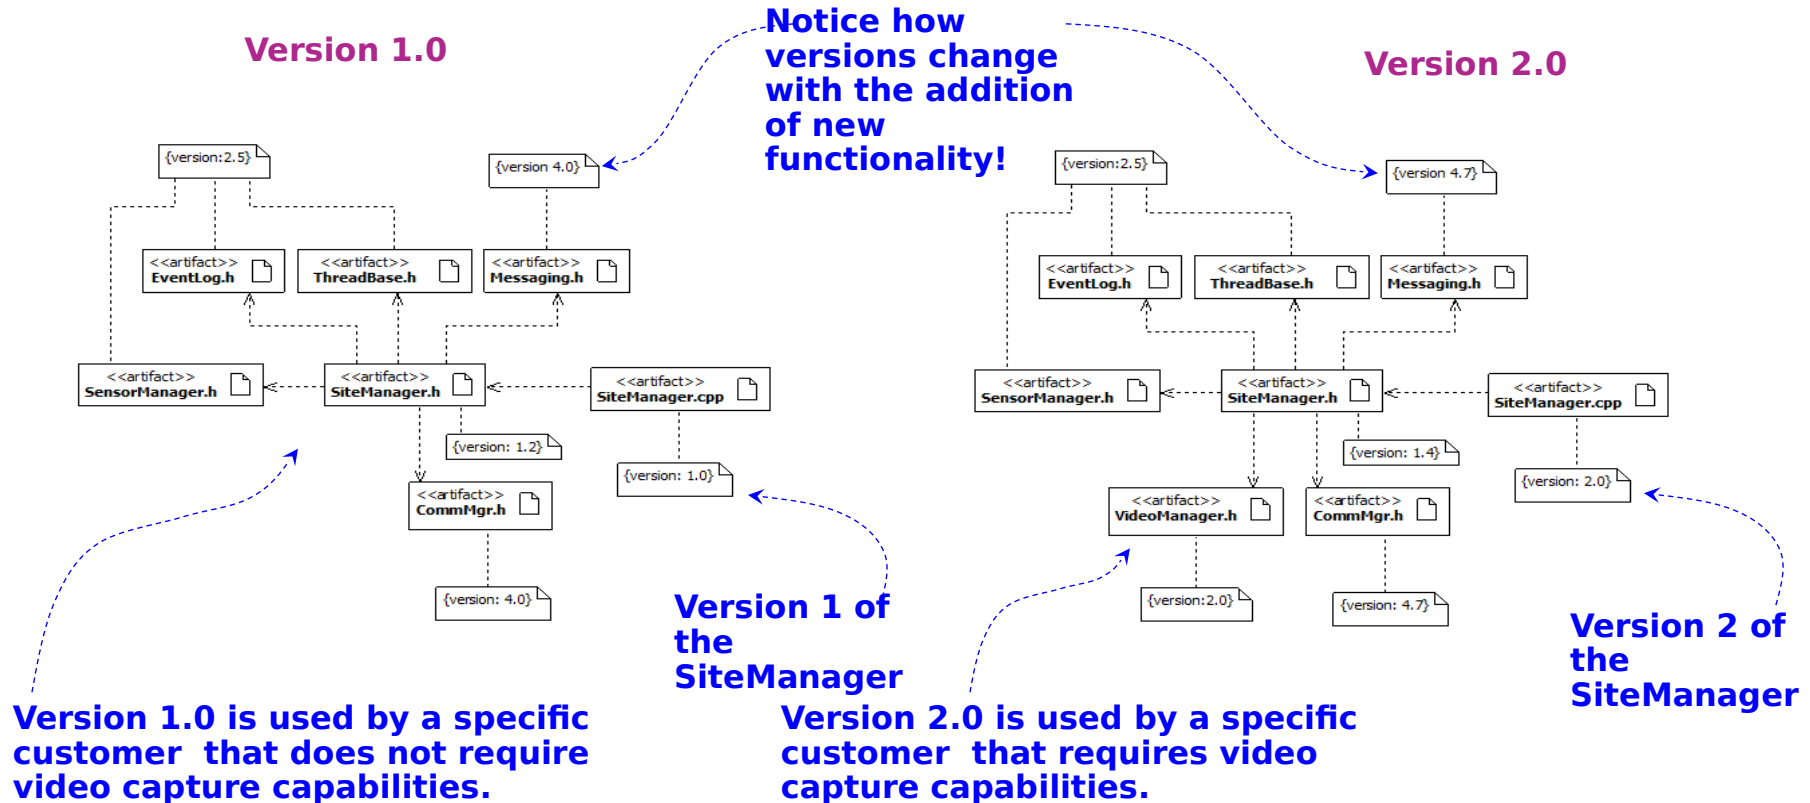 Version 1.0
Notice how
versions change
with the addition
of new
functionality!
Version 2.0
{version:2.5}
{version 4.0}
<<artifact>>
EventLog.h
<<artifact>>
ThreadBase.h
<<artifact>>
Messaging.h
<<artifact>>
SensorManager.h
<<artifact>>
SiteManager.h
<<artifact>>
SiteManager.cpp
{version: 1.2}
{version: 1.0}
<<artifact>>
CommMgr.h
{version: 4.0}
Version 1 of
the
SiteManager
Version 1.0 is used by a specific
customer  that does not require
video capture capabilities.
{version:2.5}
{version 4.7}
<<artifact>>
EventLog.h
<<artifact>>
ThreadBase.h
<<artifact>>
Messaging.h
<<artifact>>
SensorManager.h
<<artifact>>
SiteManager.h
<<artifact>>
SiteManager.cpp
{version: 1.4}
{version: 2.0}
<<artifact>>
VideoManager.h
<<artifact>>
CommMgr.h
{version:2.0}
{version: 4.7}
Version 2 of
the
SiteManager
Version 2.0 is used by a specific
customer  that requires video
capture capabilities.